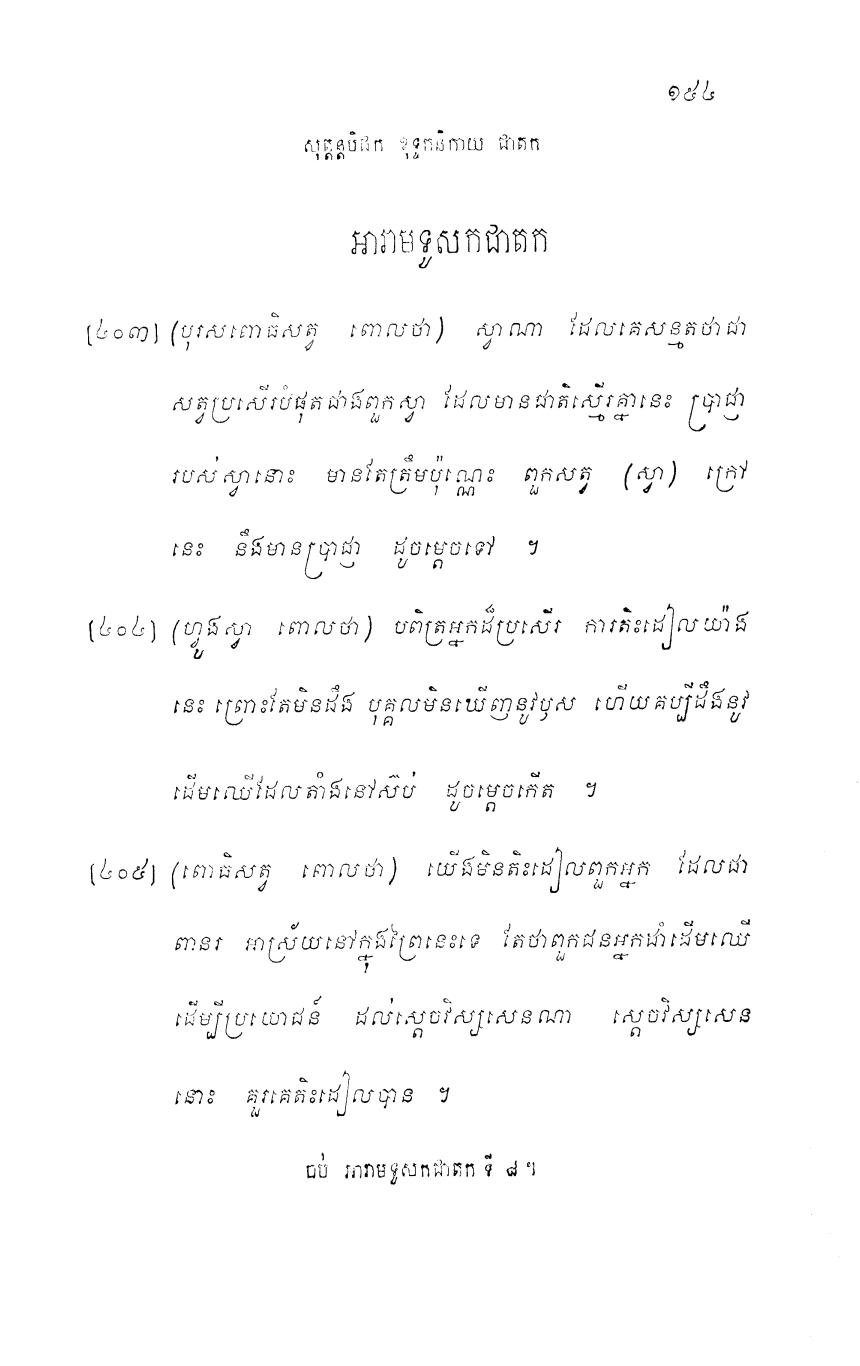 ១៩៤
សុត្តន្តបិដក ខុទ្ទកនិកាយ ជាតក
អារាមទូសកជាតក
[៤០៣] (បុរសពោធិសត្វ ពោលថា) ស្វាណា ដែលគេសន្មតថាជា
សត្វប្រសើរបំផុតជាងពួកស្វា ដែលមានជាតិស្មើរគ្នានេះ ប្រាជ្ញា
របស់ស្វានោះ មានតែត្រឹមប៉ុណ្ណេះ ពួកសត្វ (ស្វា) ក្រៅ
នេះ នឹងមានប្រាជ្ញា ដូចម្តេចទៅ ។
[៤០៤] (ហ្វូងស្វា ពោលថា) បពិត្រអ្នកដ៏ប្រសើរ ការតិះដៀលយ៉ាង
នេះ ព្រោះតែមិនដឹង បុគ្គលមិនឃើញនូវឫស ហើយគប្បីដឹងនូវ
ដើមឈើដែលតាំងនៅស៊ប់ ដូចម្តេចកើត ។
[៤០៥] (ពោធិសត្វ ពោលថា) យើងមិនតិះដៀលពួកអ្នក ដែលជា
ពានរ អាស្រ័យនៅក្នុងព្រៃនេះទេ តែថាពួកជនអ្នកដាំដើមឈើ
ដើម្បីប្រយោជន៍ ដល់ស្តេចវិស្សសេនណា ស្តេចវិស្សសេន
នោះ គួរគេតិះដៀលបាន ។
ចប់ អារាមទូសកជាតក ទី ៨ ។